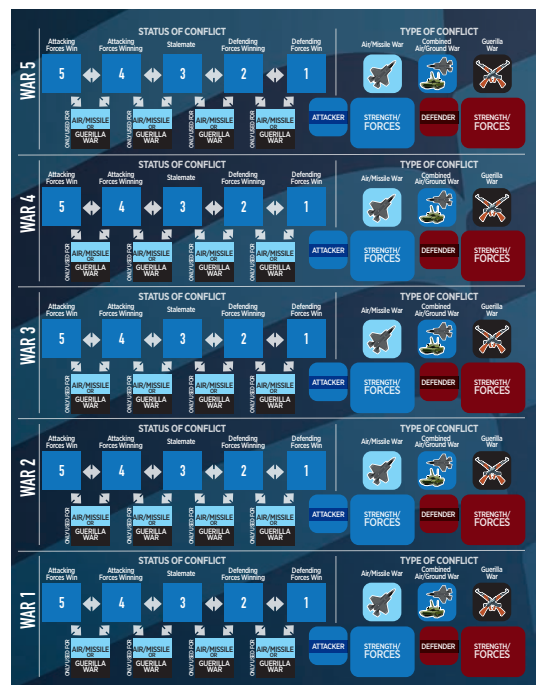 WAR 5
STATUS OF CONFLICT
TYPE OF CONFLICT
Attacking Forces Win
Attacking Forces Winning
Stalemate
Defending Forces Winning
Defending Forces Win
Air/Missile War
Combined Air/Ground War
Guerilla War
5 4 3 2 1
ONLY USED FOR AIR/MISSILE OR GUERILLA WAR
ONLY USED FOR AIR/MISSILE OR GUERILLA WAR
ONLY USED FOR AIR/MISSILE OR GUERILLA WAR
ONLY USED FOR AIR/MISSILE OR GUERILLA WAR
ATTACKER
STRENGTH/FORCES
DEFENDER
STRENGTH/FORCES
WAR 4
STATUS OF CONFLICT
TYPE OF CONFLICT
Attacking Forces Win
Attacking Forces Winning
Stalemate
Defending Forces Winning
Defending Forces Win
Air/Missile War
Combined Air/Ground War
Guerilla War
5 4 3 2 1
ONLY USED FOR AIR/MISSILE OR GUERILLA WAR
ONLY USED FOR AIR/MISSILE OR GUERILLA WAR
ONLY USED FOR AIR/MISSILE OR GUERILLA WAR
ONLY USED FOR AIR/MISSILE OR GUERILLA WAR
ATTACKER
STRENGTH/FORCES
DEFENDER
STRENGTH/FORCES
WAR 3
STATUS OF CONFLICT
TYPE OF CONFLICT
Attacking Forces Win
Attacking Forces Winning
Stalemate
Defending Forces Winning
Defending Forces Win
Air/Missile War
Combined Air/Ground War
Guerilla War
5 4 3 2 1
ONLY USED FOR AIR/MISSILE OR GUERILLA WAR
ONLY USED FOR AIR/MISSILE OR GUERILLA WAR
ONLY USED FOR AIR/MISSILE OR GUERILLA WAR
ONLY USED FOR AIR/MISSILE OR GUERILLA WAR
ATTACKER
STRENGTH/FORCES
DEFENDER
STRENGTH/FORCES
WAR 2
STATUS OF CONFLICT
TYPE OF CONFLICT
Attacking Forces Win
Attacking Forces Winning
Stalemate
Defending Forces Winning
Defending Forces Win
Air/Missile War
Combined Air/Ground War
Guerilla War
5 4 3 2 1
ONLY USED FOR AIR/MISSILE OR GUERILLA WAR
ONLY USED FOR AIR/MISSILE OR GUERILLA WAR
ONLY USED FOR AIR/MISSILE OR GUERILLA WAR
ONLY USED FOR AIR/MISSILE OR GUERILLA WAR
ATTACKER
STRENGTH/FORCES
DEFENDER
STRENGTH/FORCES
WAR 1
STATUS OF CONFLICT
TYPE OF CONFLICT
Attacking Forces Win
Attacking Forces Winning
Stalemate
Defending Forces Winning
Defending Forces Win
Air/Missile War
Combined Air/Ground War
Guerilla War
5 4 3 2 1
ONLY USED FOR AIR/MISSILE OR GUERILLA WAR
ONLY USED FOR AIR/MISSILE OR GUERILLA WAR
ONLY USED FOR AIR/MISSILE OR GUERILLA WAR
ONLY USED FOR AIR/MISSILE OR GUERILLA WAR
ATTACKER
STRENGTH/FORCES
DEFENDER
STRENGTH/FORCES